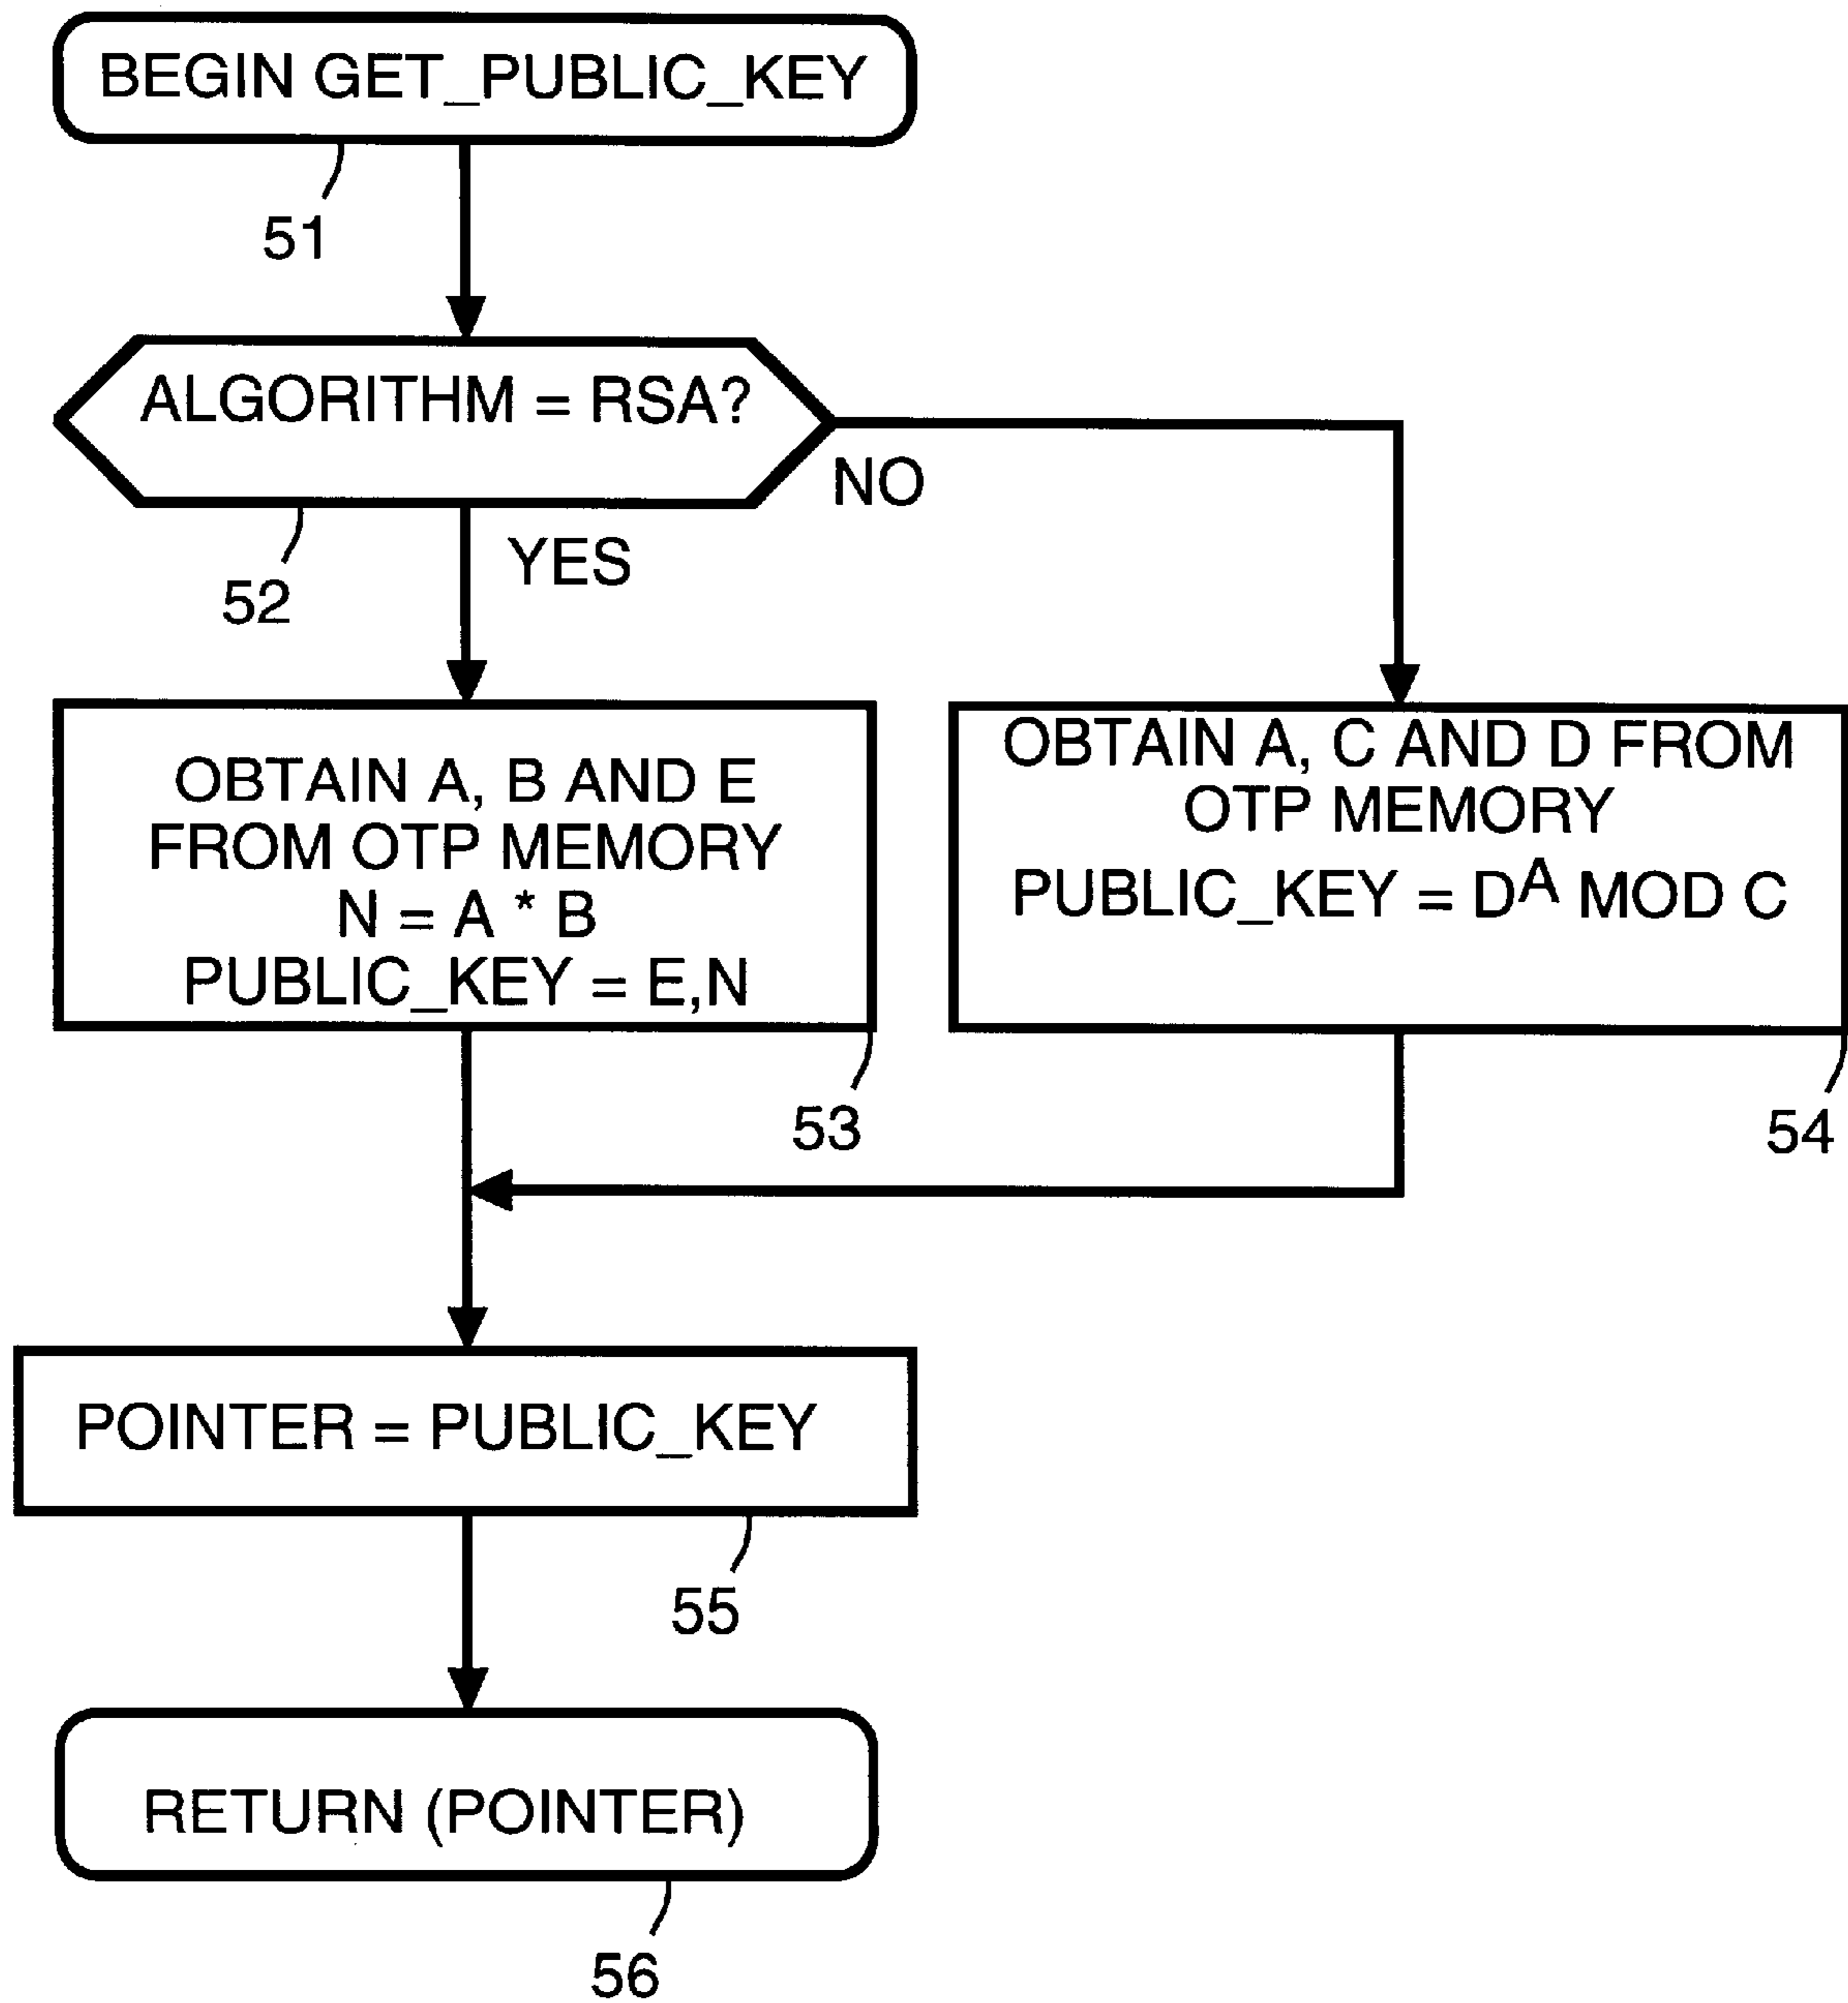 BEGIN GET_PUBLIC_KEY
51
ALGORITHM = RSA?
NO
YES
52
OBTAIN A, B AND E
FROM OTP MEMORY
N = A * B
PUBLIC_KEY = E,N
53
OBTAIN A, C AND D FROM
OTP MEMORY
PUBLIC_KEY = D^A MOD C
54
POINTER = PUBLIC_KEY
55
RETURN (POINTER)
56